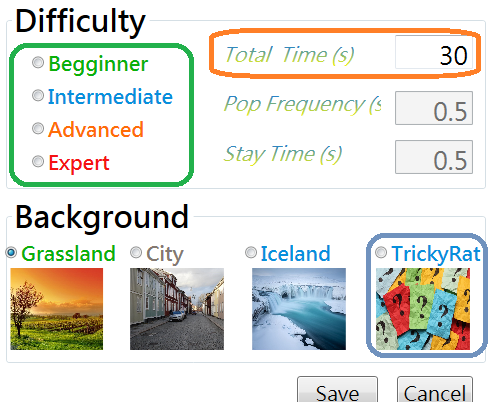 Difficulty
Begginner
Intermediate
Advanced
Expert
Total Time (s) 30
Pop Frequency (s 0.5
Stay Time (s) 0.5
Background
Grassland City Iceland TrickyRat
? ? ? ? ? ?
Save Cancel